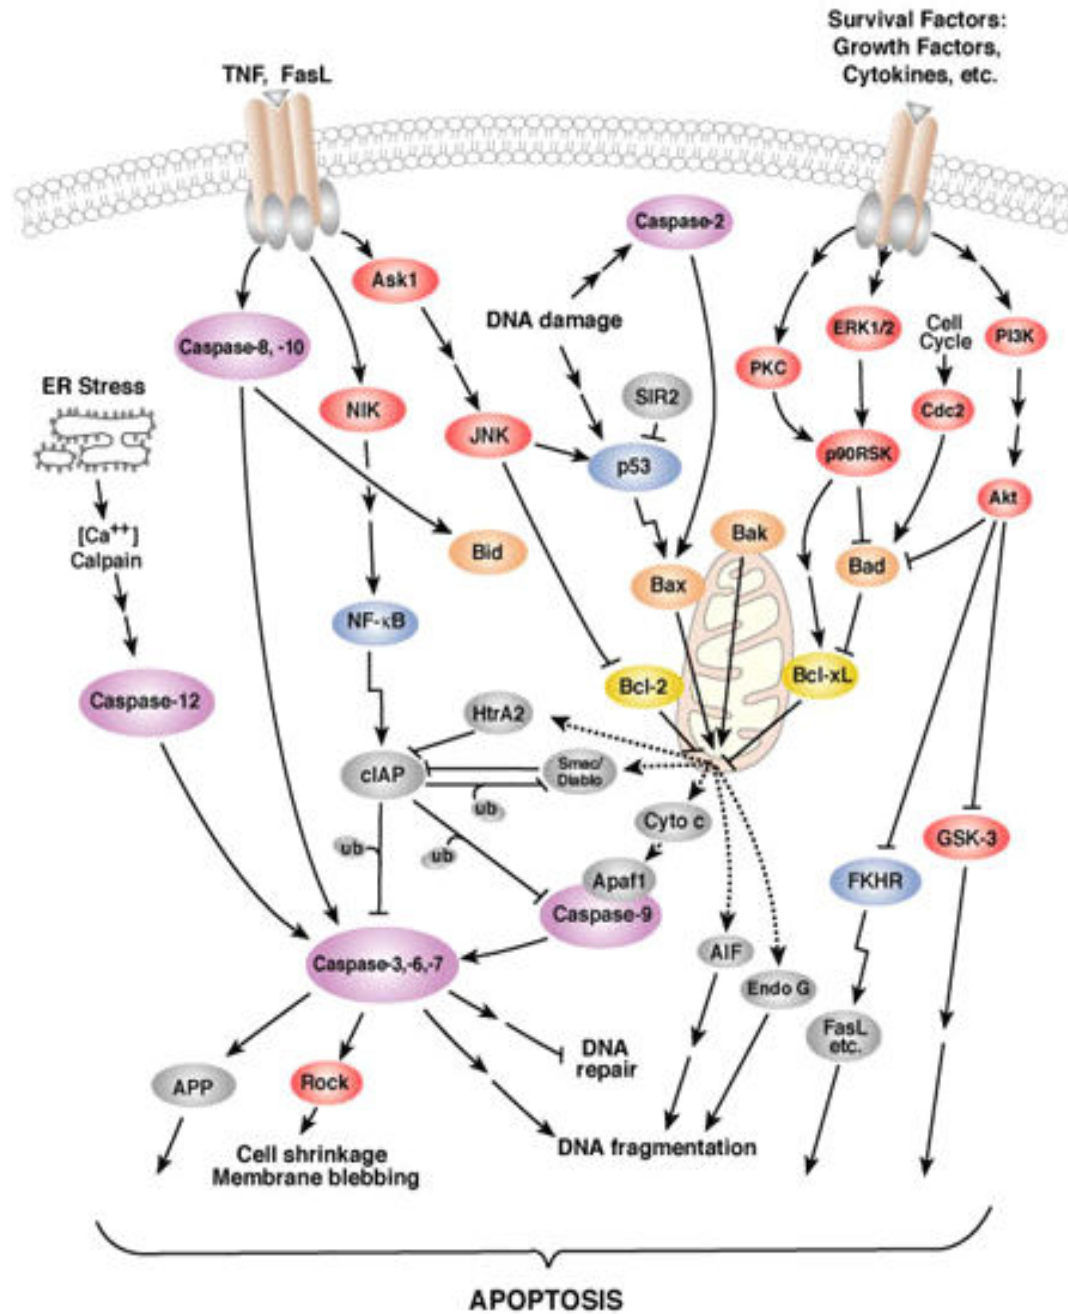 Survival Factors:
Growth Factors,
Cytokines, etc.
TNF, FasL
Caspase-2
Ask1
DNA damage
Caspase-8, -10
ERK1/2
Cell
Cycle
PI3K
PKC
ER Stress
NIK
SIR2
Cdc2
JNK
p53
p90RSK
Akt
[Ca++]
Calpain
Bid
Bak
Bax
Bad
NF-κB
Caspase-12
Bcl-2
Bcl-xL
HtrA2
cIAP
Smac/
Diablo
ub
Cyto c
ub
ub
GSK-3
Apaf1
Caspase-9
FKHR
Caspase-3,-6,-7
AIF
Endo G
FasL
etc.
DNA
repair
APP
Rock
Cell shrinkage
Membrane blebbing
DNA fragmentation
APOPTOSIS